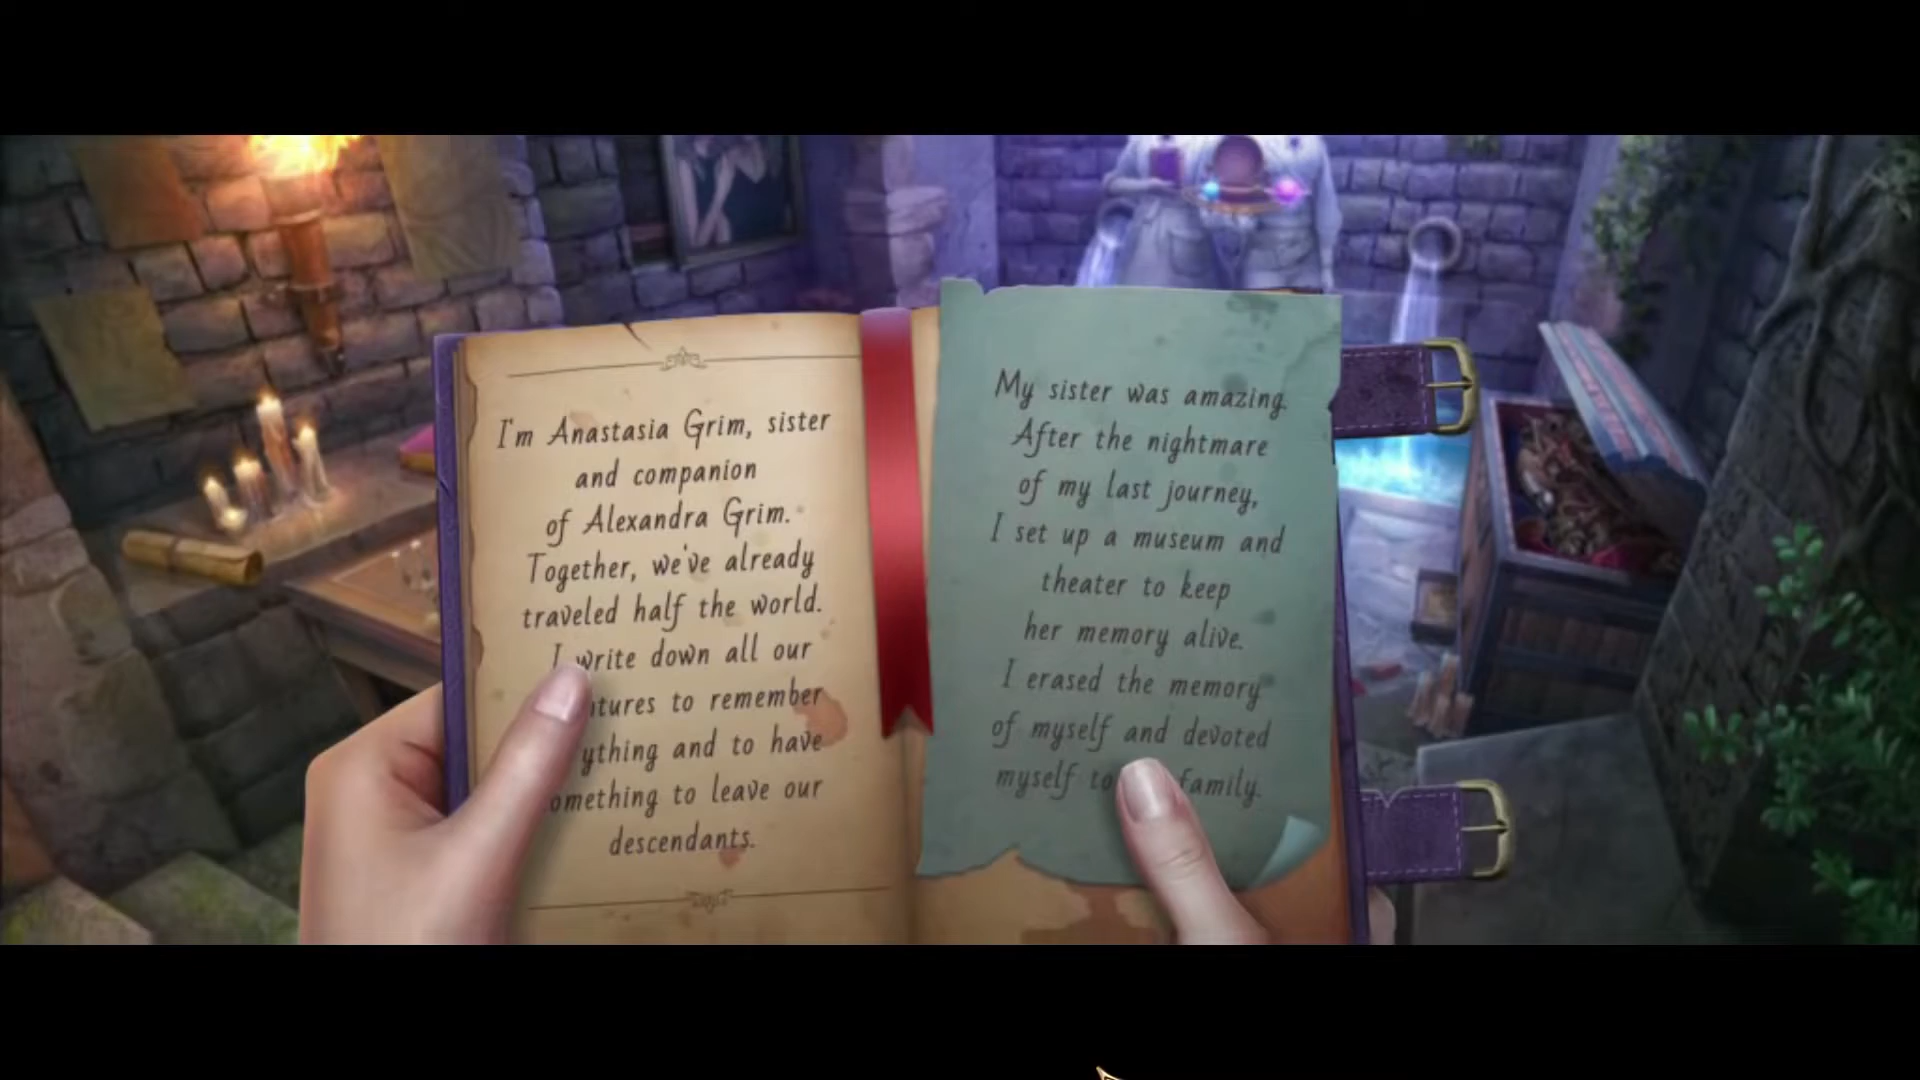 I'm Anastasia Grim, sister
and companion
of Alexandra Grim.
Together, we've already
traveled half the world.
I write down all our
to remember
and to have
something to leave our
descendants.
My sister was amazing.
After the nightmare
of my last journey,
I set up a museum and
theater to keep
her memory alive.
I erased the memory
of myself and devoted
myself to family.